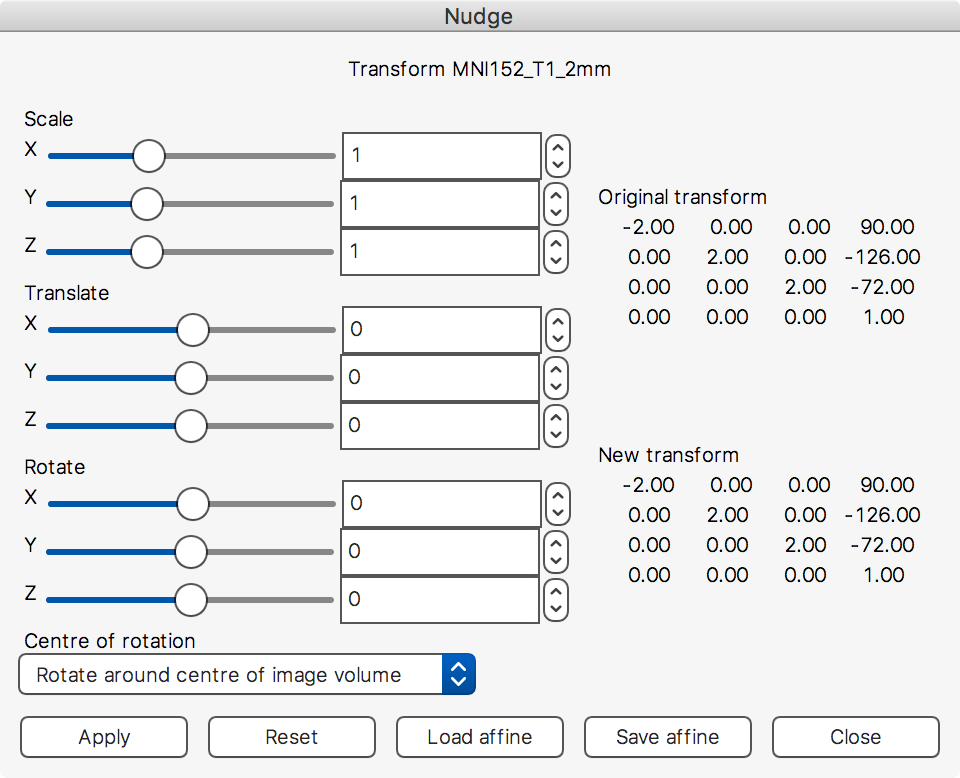 Nudge
Transform MNI152_T1_2mm
Scale
X 1
Y 1
Z 1
Translate
X 0
Y 0
Z 0
Rotate
X 0
Y 0
Z 0
Centre of rotation
Rotate around centre of image volume
Original transform
-2.00 0.00 0.00 90.00
0.00 2.00 0.00 -126.00
0.00 0.00 2.00 -72.00
0.00 0.00 0.00 1.00
New transform
-2.00 0.00 0.00 90.00
0.00 2.00 0.00 -126.00
0.00 0.00 2.00 -72.00
0.00 0.00 0.00 1.00
Apply Reset Load affine Save affine Close